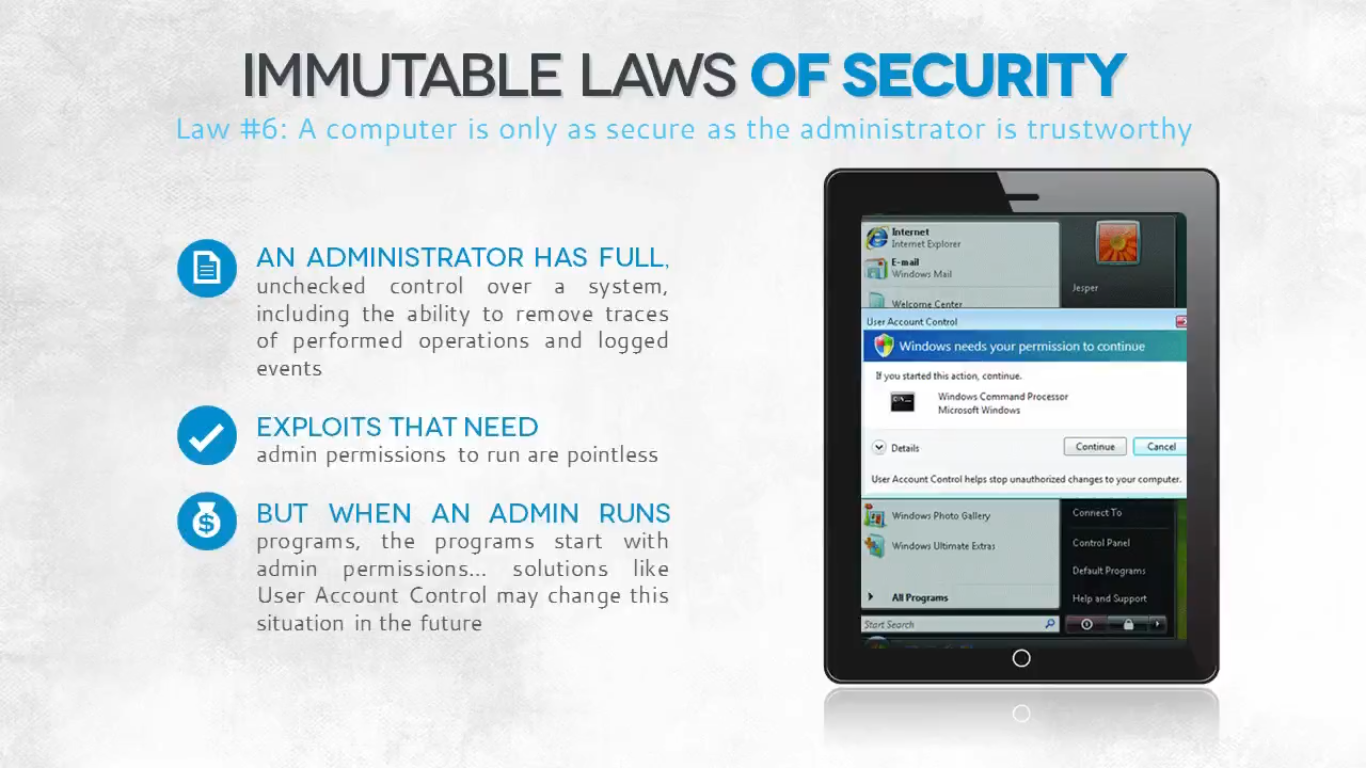 IMMUTABLE LAWS OF SECURITY
Law #6: A computer is only as secure as the administrator is trustworthy
AN ADMINISTRATOR HAS FULL,
unchecked control over a system,
including the ability to remove traces
of performed operations and logged
events
EXPLOITS THAT NEED
admin permissions to run are pointless
BUT WHEN AN ADMIN RUNS
programs, the programs start with
admin permissions... solutions like
User Account Control may change this
situation in the future
Internet
Internet Explorer
E-mail
Windows Mail
Welcome Center
Jesper
User Account Control
Windows needs your permission to continue
If you started this action, continue.
Windows Command Processor
Microsoft Windows
Details
Continue
Cancel
User Account Control helps stop unauthorized changes to your computer.
Windows Photo Gallery
Windows Ultimate Extras
All Programs
Start Search
Connect To
Control Panel
Default Programs
Help and Support